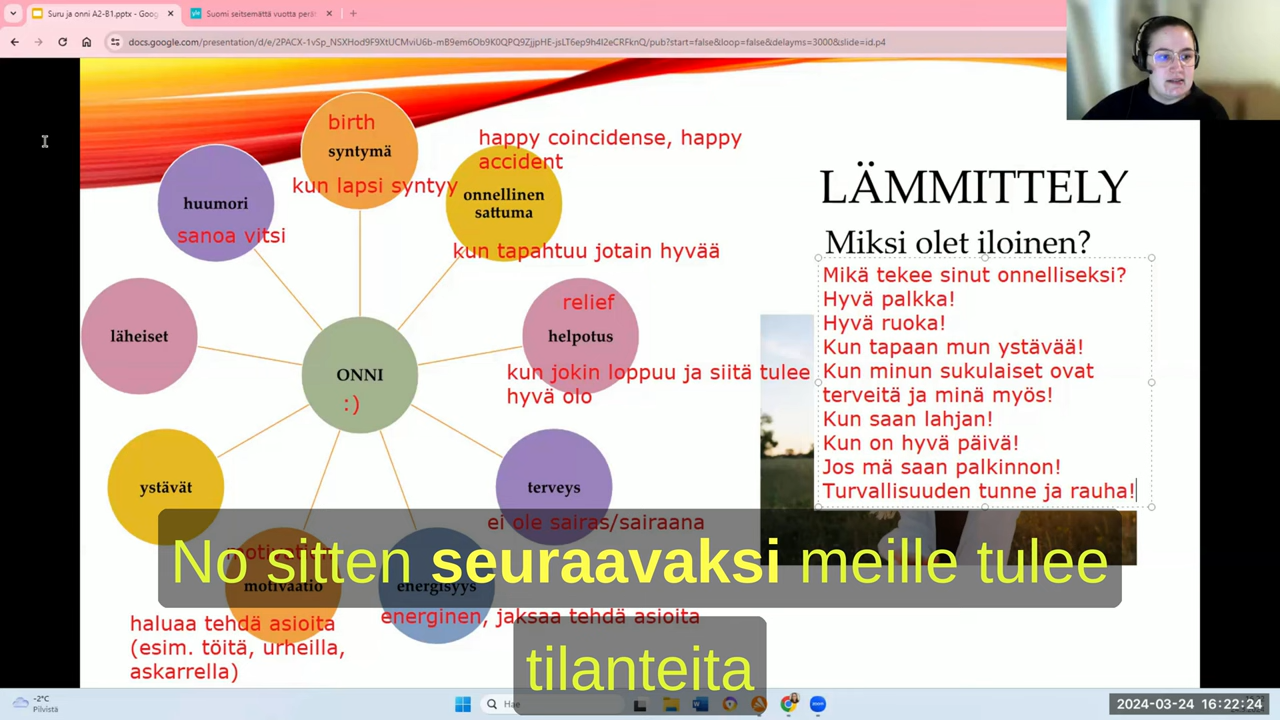 Suru ja onni A2-B1.pptx - Goog
Suomi seitsemättä vuotta perät
docs.google.com/presentation/d/e/2PACX-1vSp_NSXHod9F9XtUCMviU6b-mB9em6Ob9K0QPQ9ZjjpHE-jsLT6ep9h4I2eCRFknQ/pub?start=false&loop=false&delayms=3000&slide=id.p4
birth
syntymä
kun lapsi syntyy
happy coincidense, happy
accident
onnellinen
sattuma
kun tapahtuu jotain hyvää
huumori
sanoa vitsi
relief
helpotus
kun jokin loppuu ja siitä tulee
hyvä olo
läheiset
ONNI
:)
ystävät
terveys
ei ole sairas/sairaana
motivaatio
haluaa tehdä asioita
(esim. töitä, urheilla,
askarrella)
energisyys
energinen, jaksaa tehdä asioita
LÄMMITTELY
Miksi olet iloinen?
Mikä tekee sinut onnelliseksi?
Hyvä palkka!
Hyvä ruoka!
Kun tapaan mun ystävää!
Kun minun sukulaiset ovat
terveitä ja minä myös!
Kun saan lahjan!
Kun on hyvä päivä!
Jos mä saan palkinnon!
Turvallisuuden tunne ja rauha!
No sitten seuraavaksi meille tulee
tilanteita
-2°C
Pilvistä
Hae
2024-03-24 16:22:24